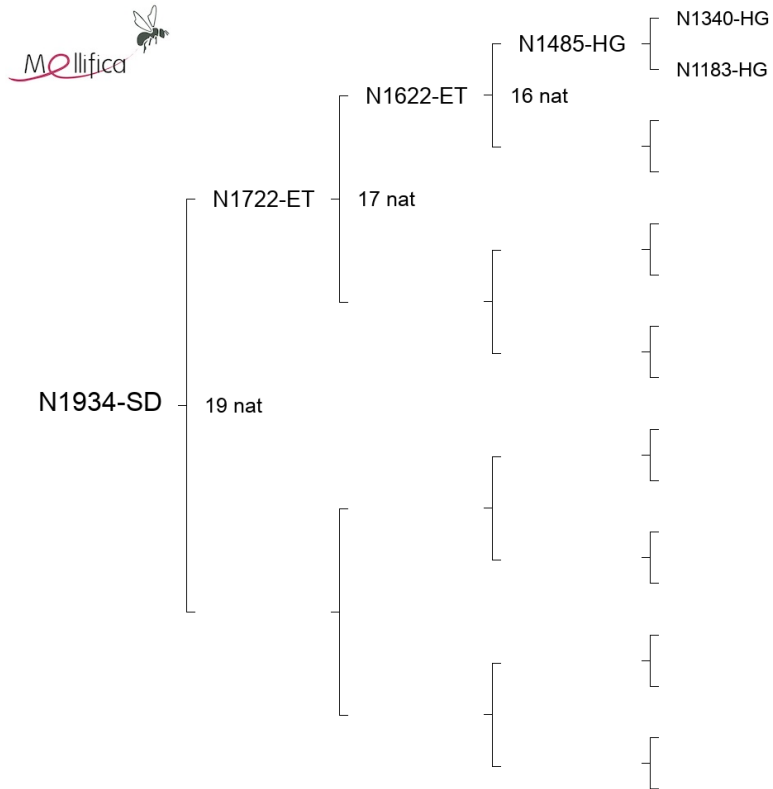 Mellifica
N1340-HG
N1485-HG
N1183-HG
N1622-ET
16 nat
N1722-ET
17 nat
N1934-SD
19 nat